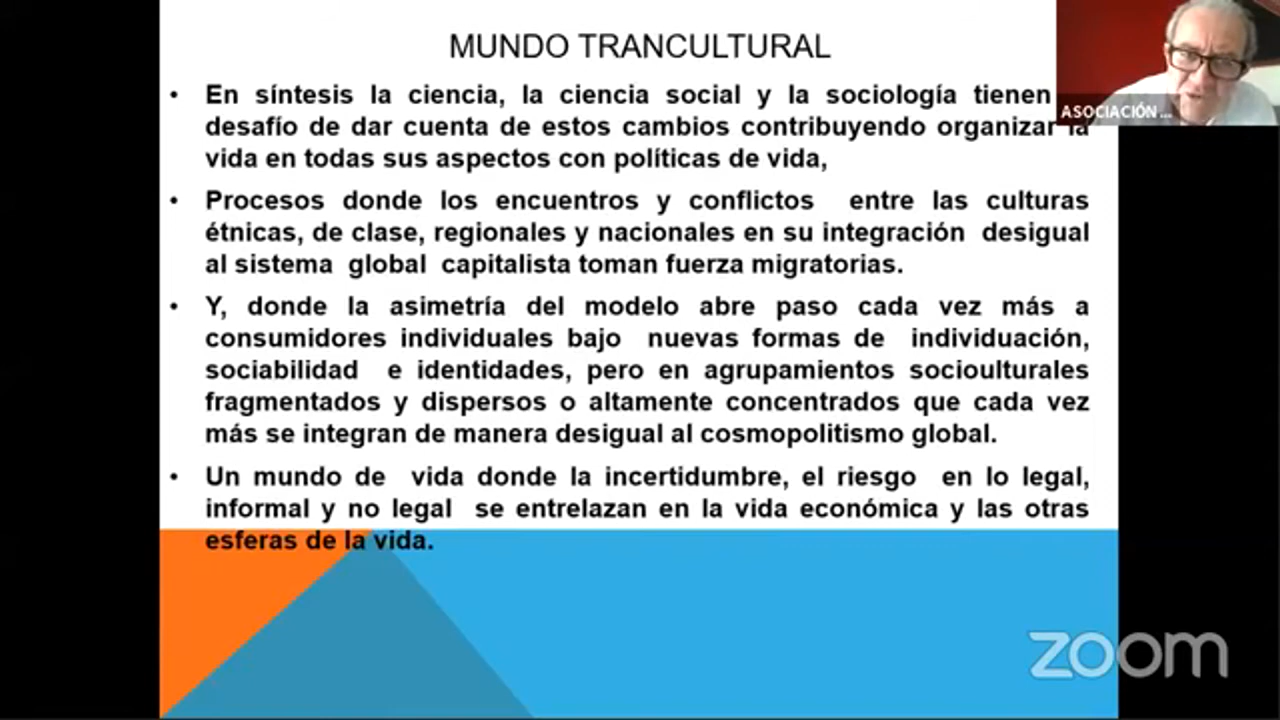 MUNDO TRANCULTURAL
• En síntesis la ciencia, la ciencia social y la sociología tienen
desafío de dar cuenta de estos cambios contribuyendo organizar la
vida en todas sus aspectos con políticas de vida,
• Procesos donde los encuentros y conflictos entre las culturas
étnicas, de clase, regionales y nacionales en su integración desigual
al sistema global capitalista toman fuerza migratorias.
• Y, donde la asimetría del modelo abre paso cada vez más a
consumidores individuales bajo nuevas formas de individuación,
sociabilidad e identidades, pero en agrupamientos socioulturales
fragmentados y dispersos o altamente concentrados que cada vez
más se integran de manera desigual al cosmopolitismo global.
• Un mundo de vida donde la incertidumbre, el riesgo en lo legal,
informal y no legal se entrelazan en la vida económica y las otras
esferas de la vida.
ASOCIACIÓN ...
zoom